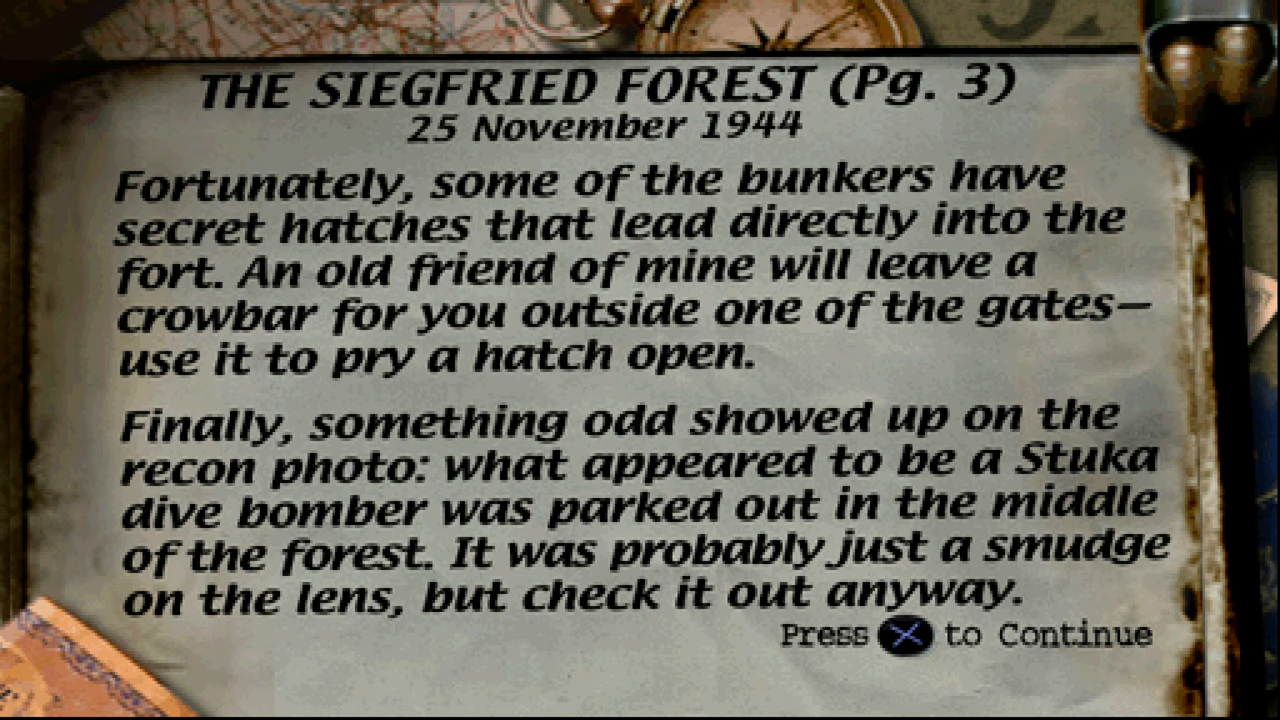 THE SIEGFRIED FOREST (Pg. 3)
25 November 1944
Fortunately, some of the bunkers have
secret hatches that lead directly into the
fort. An old friend of mine will leave a
crowbar for you outside one of the gates—
use it to pry a hatch open.
Finally, something odd showed up on the
recon photo: what appeared to be a Stuka
dive bomber was parked out in the middle
of the forest. It was probably just a smudge
on the lens, but check it out anyway.
Press X to Continue